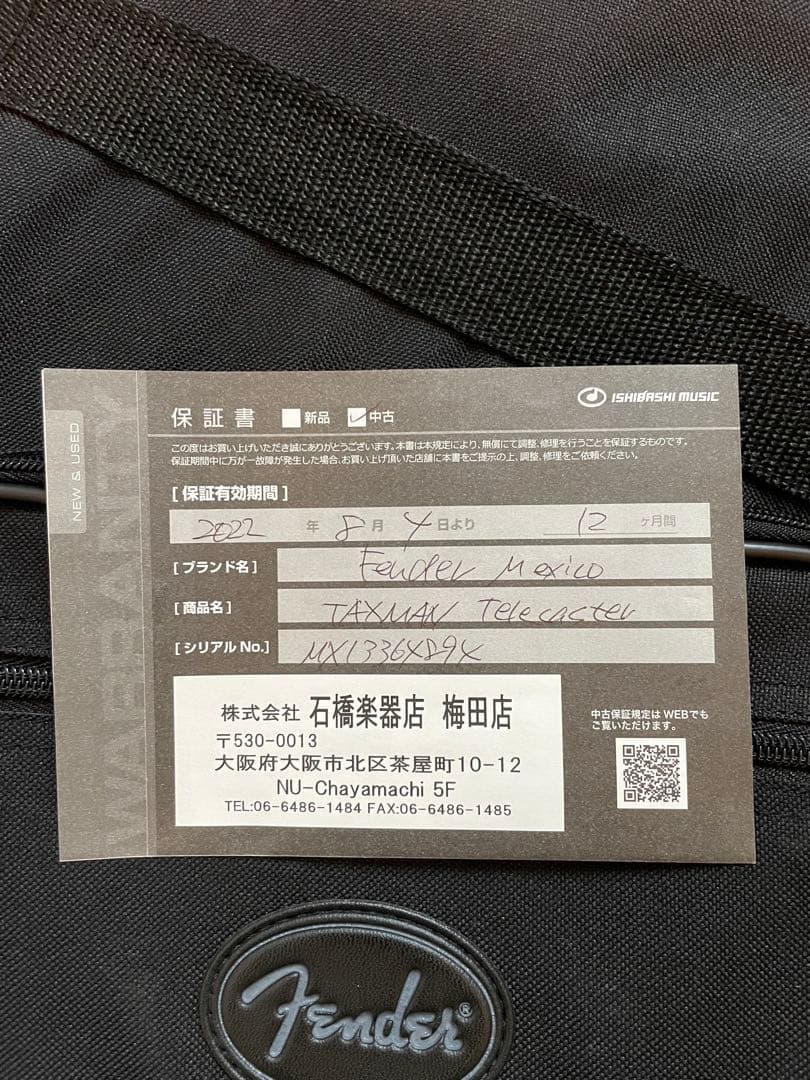 ISHIBASHI MUSIC
保証書 新品 中古
NEW & USED
WARRANTY
この度はお買い上げいただき誠にありがとうございます。本書は本規定により、無償にて調整、修理を行うことを保証するものです。
保証期間中に万が一故障が発生した場合、お買い上げ頂いた店舗に本書をご提示の上、調整、修理をご依頼ください。
[保証有効期間]
2022 年 8 月 4 日より 12 ヶ月間
[ブランド名] Fender Mexico
[商品名] TAXMAN Telecaster
[シリアル No.]
株式会社 石橋楽器店 梅田店
〒530-0013
大阪府大阪市北区茶屋町10-12
NU-Chayamachi 5F
TEL:06-6486-1484 FAX:06-6486-1485
中古保証規定は WEBでも
ご覧いただけます。
Fender®